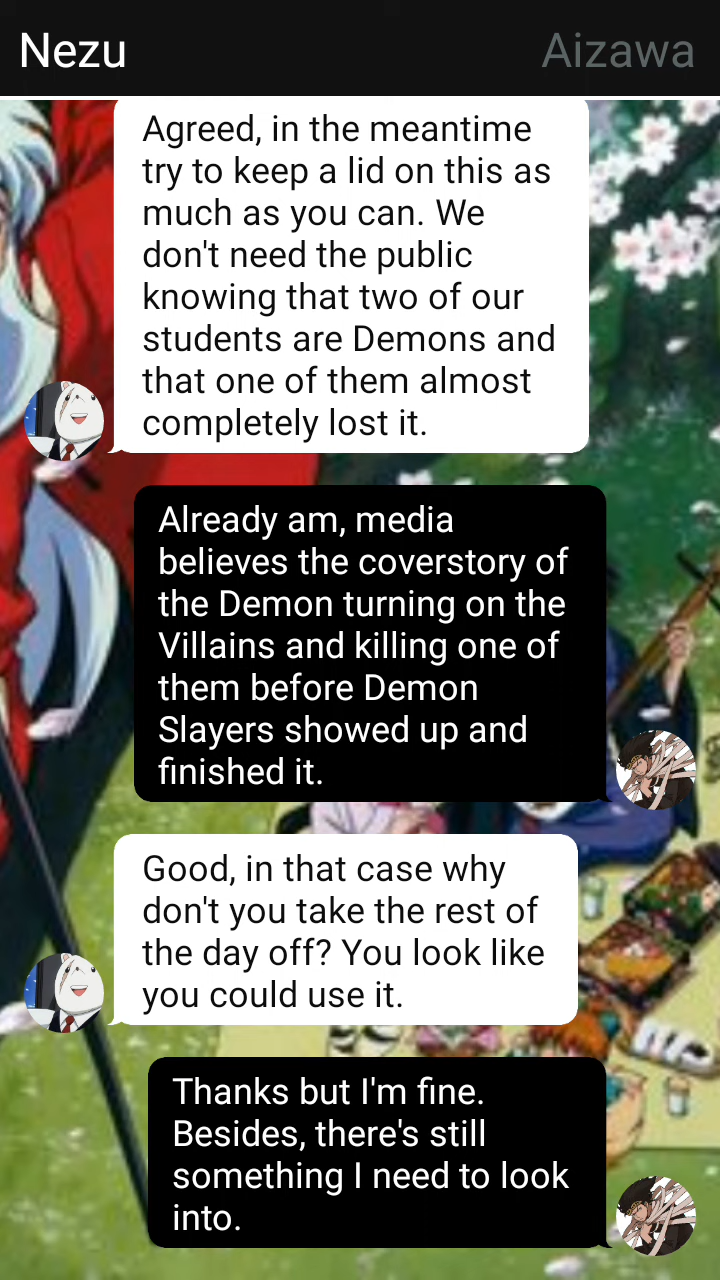 Nezu
Aizawa
Agreed, in the meantime
try to keep a lid on this as
much as you can. We
don't need the public
knowing that two of our
students are Demons and
that one of them almost
completely lost it.
Already am, media
believes the coverstory of
the Demon turning on the
Villains and killing one of
them before Demon
Slayers showed up and
finished it.
Good, in that case why
don't you take the rest of
the day off? You look like
you could use it.
Thanks but I'm fine.
Besides, there's still
something I need to look
into.